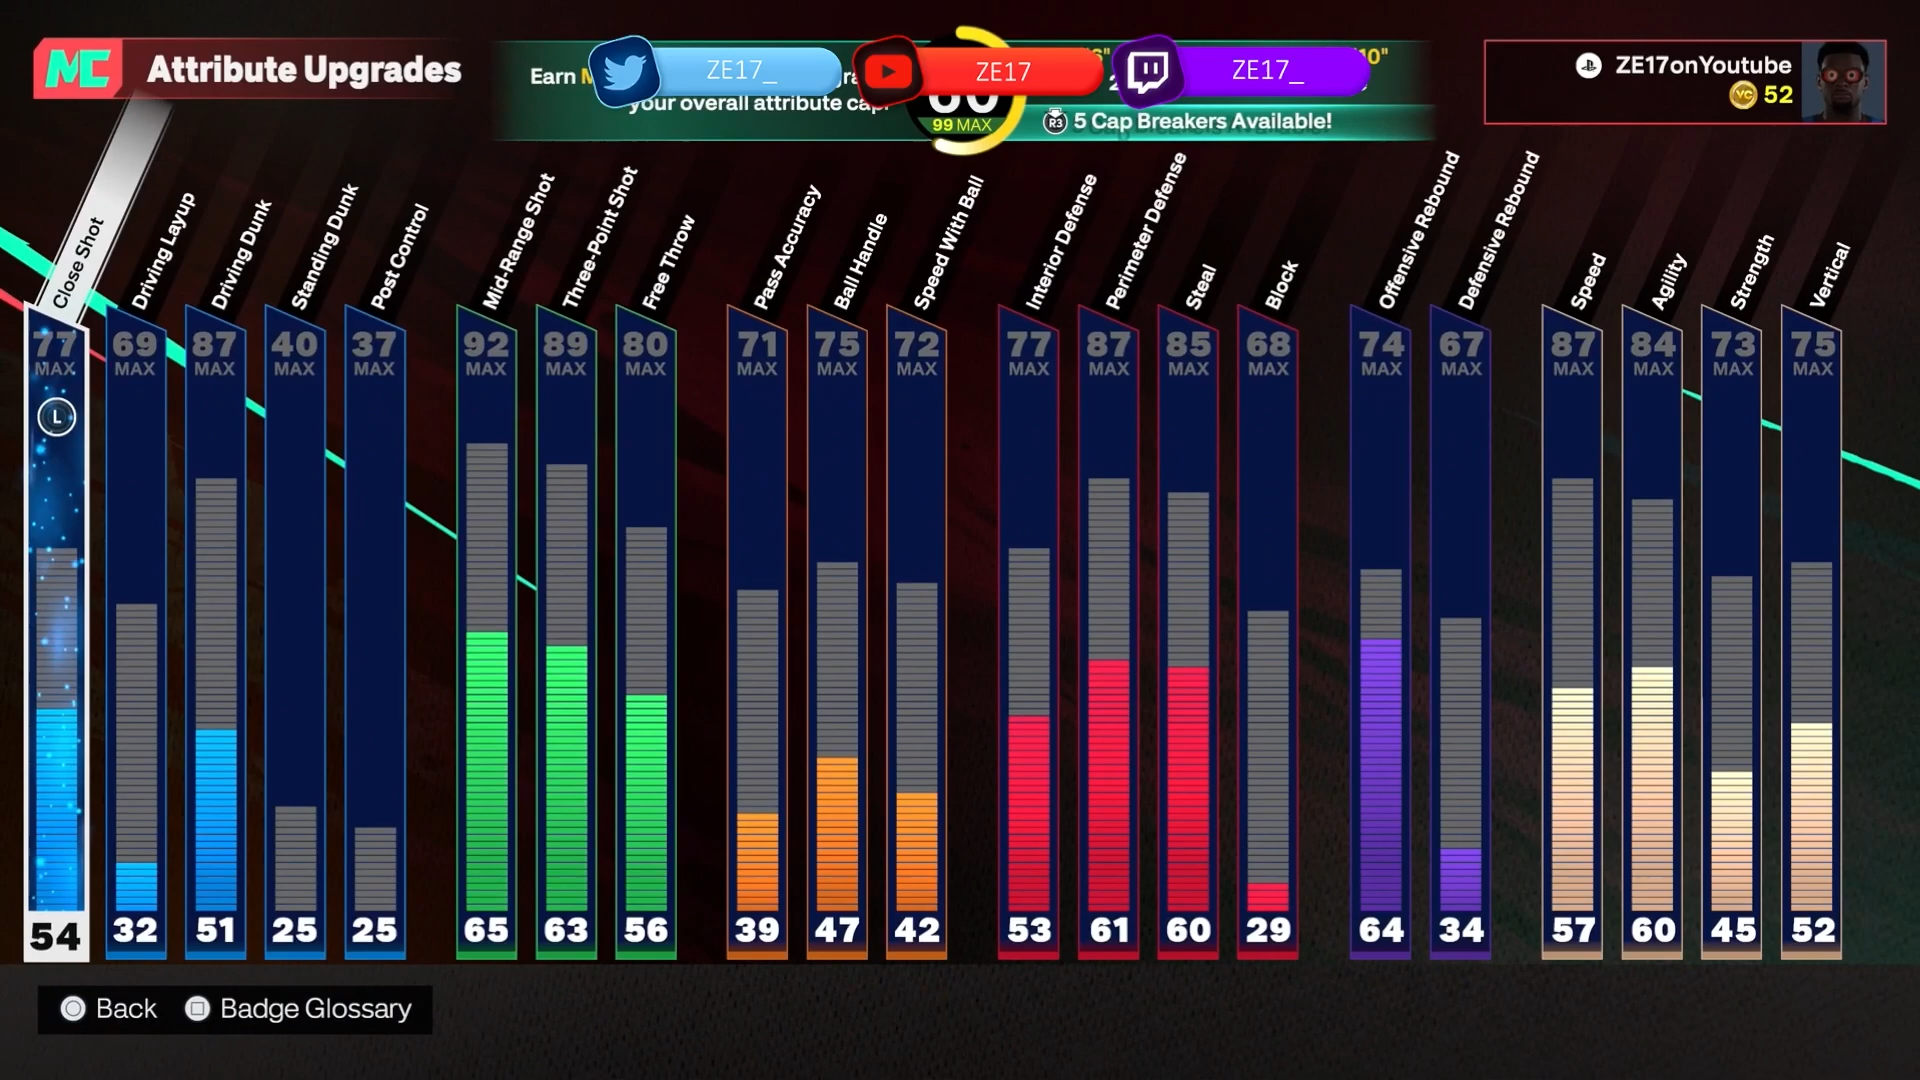 MC Attribute Upgrades
Earn
your overall attribute cap.
ZE17_
ZE17
ZE17_
99 MAX
10"
R3 5 Cap Breakers Available!
ZE17onYoutube
VC 52
Close Shot
Driving Layup
Driving Dunk
Standing Dunk
Post Control
Mid-Range Shot
Three-Point Shot
Free Throw
Pass Accuracy
Ball Handle
Speed With Ball
Interior Defense
Perimeter Defense
Steal
Block
Offensive Rebound
Defensive Rebound
Speed
Agility
Strength
Vertical
77 69 87 40 37 92 89 80 71 75 72 77 87 85 68 74 67 87 84 73 75
MAX MAX MAX MAX MAX MAX MAX MAX MAX MAX MAX MAX MAX MAX MAX MAX MAX MAX MAX MAX MAX
L
54 32 51 25 25 65 63 56 39 47 42 53 61 60 29 64 34 57 60 45 52
Back Badge Glossary